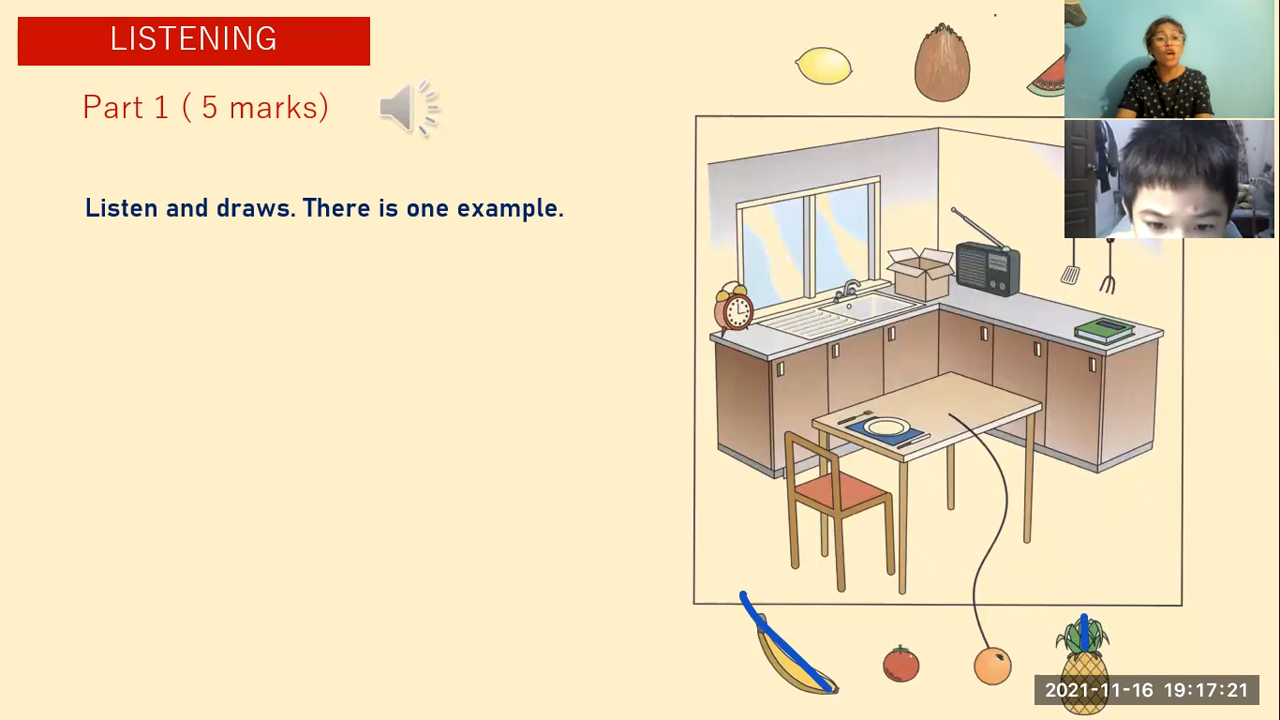 LISTENING
Part 1 ( 5 marks)
Listen and draws. There is one example.
2021-11-16 19:17:21